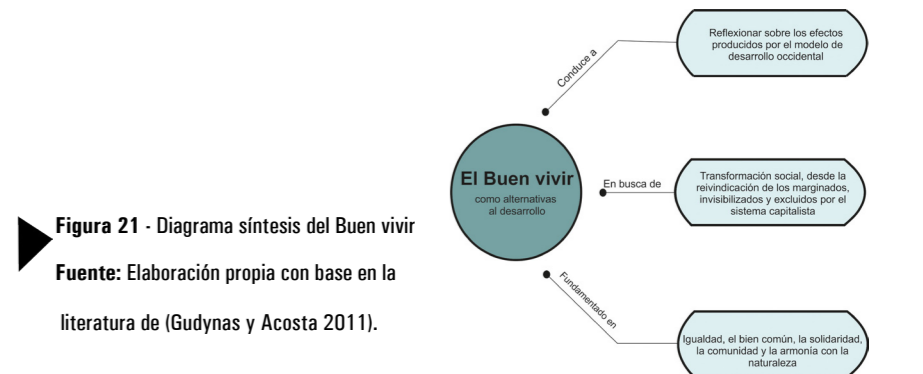 Reflexionar sobre los efectos
producidos por el modelo de
desarrollo occidental
Conduce a
El Buen vivir
como alternativas
al desarrollo
En busca de
Transformación social, desde la
reivindicación de los marginados,
invisibilizados y excluidos por el
sistema capitalista
Fundamentado en
Igualdad, el bien común, la solidaridad,
la comunidad y la armonía con la
naturaleza
Figura 21 - Diagrama síntesis del Buen vivir
Fuente: Elaboración propia con base en la
literatura de (Gudynas y Acosta 2011).